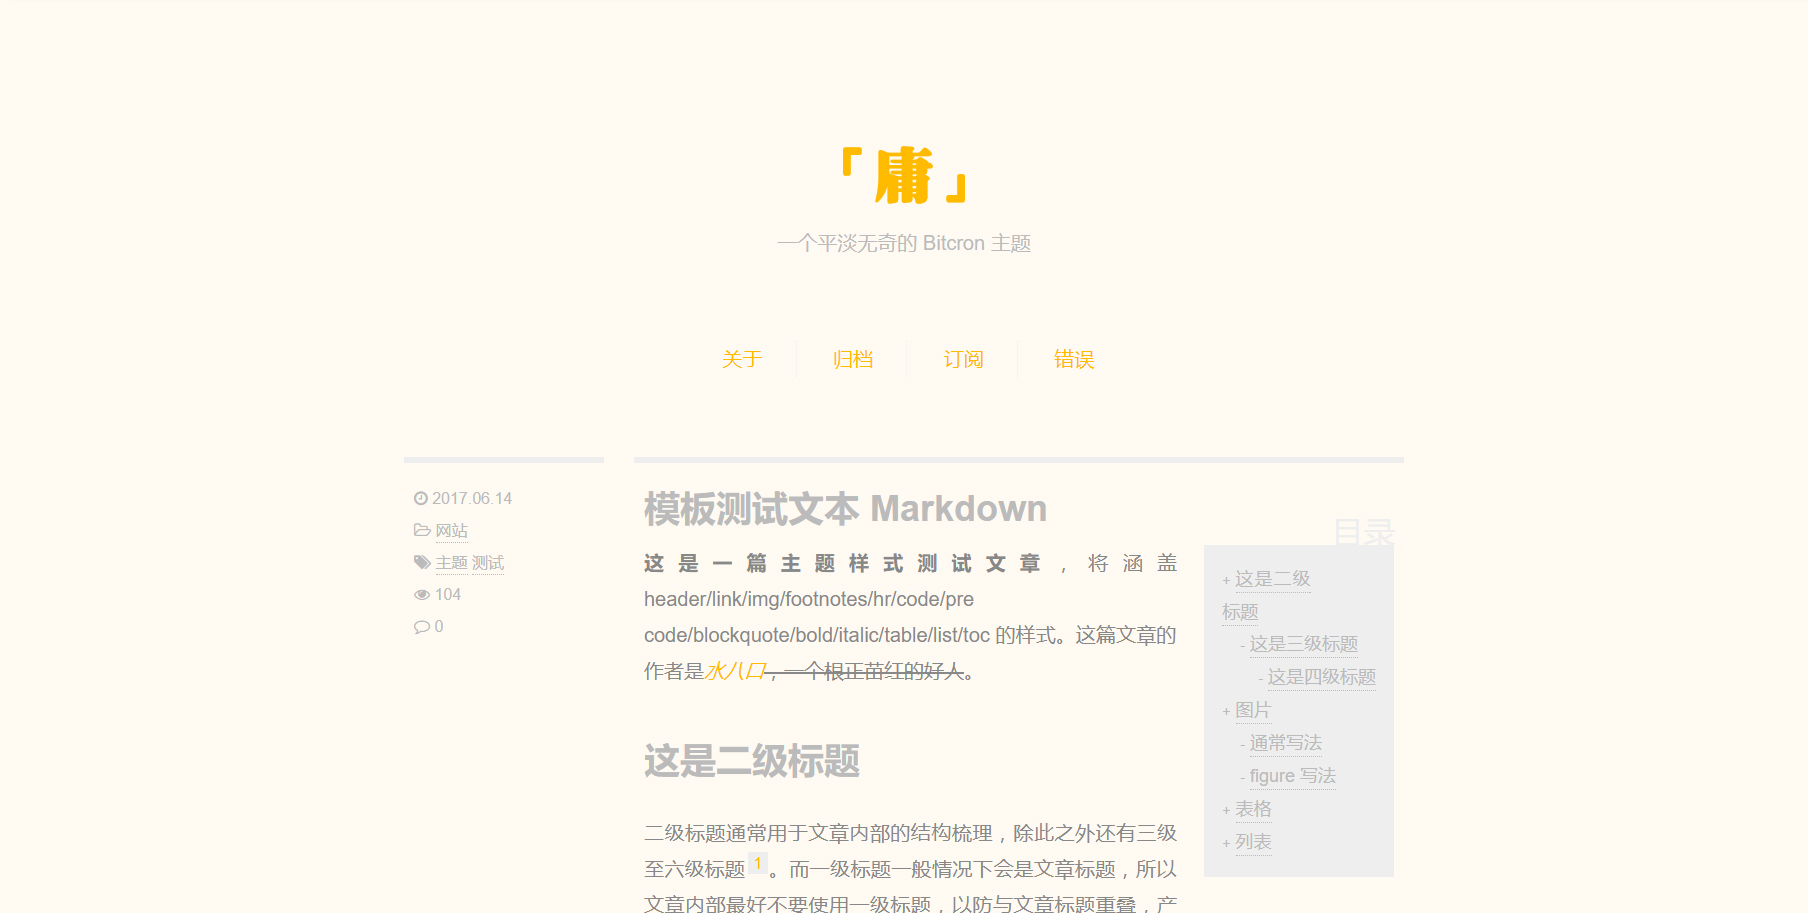 「庸」
一个平淡无奇的 Bitcron 主题
关于 归档 订阅 错误
2017.06.14
网站
主题 测试
104
0
模板测试文本 Markdown
这是一篇主题样式测试文章，将涵盖
header/link/img/footnotes/hr/code/pre
code/blockquote/bold/italic/table/list/toc 的样式。这篇文章的
作者是水八口，一个根正苗红的好人。
这是二级标题
二级标题通常用于文章内部的结构梳理，除此之外还有三级
至六级标题 1 。而一级标题一般情况下会是文章标题，所以
文章内部最好不要使用一级标题，以防与文章标题重叠，产
目录
+ 这是二级
标题
- 这是三级标题
- 这是四级标题
+ 图片
- 通常写法
- figure 写法
+ 表格
+ 列表